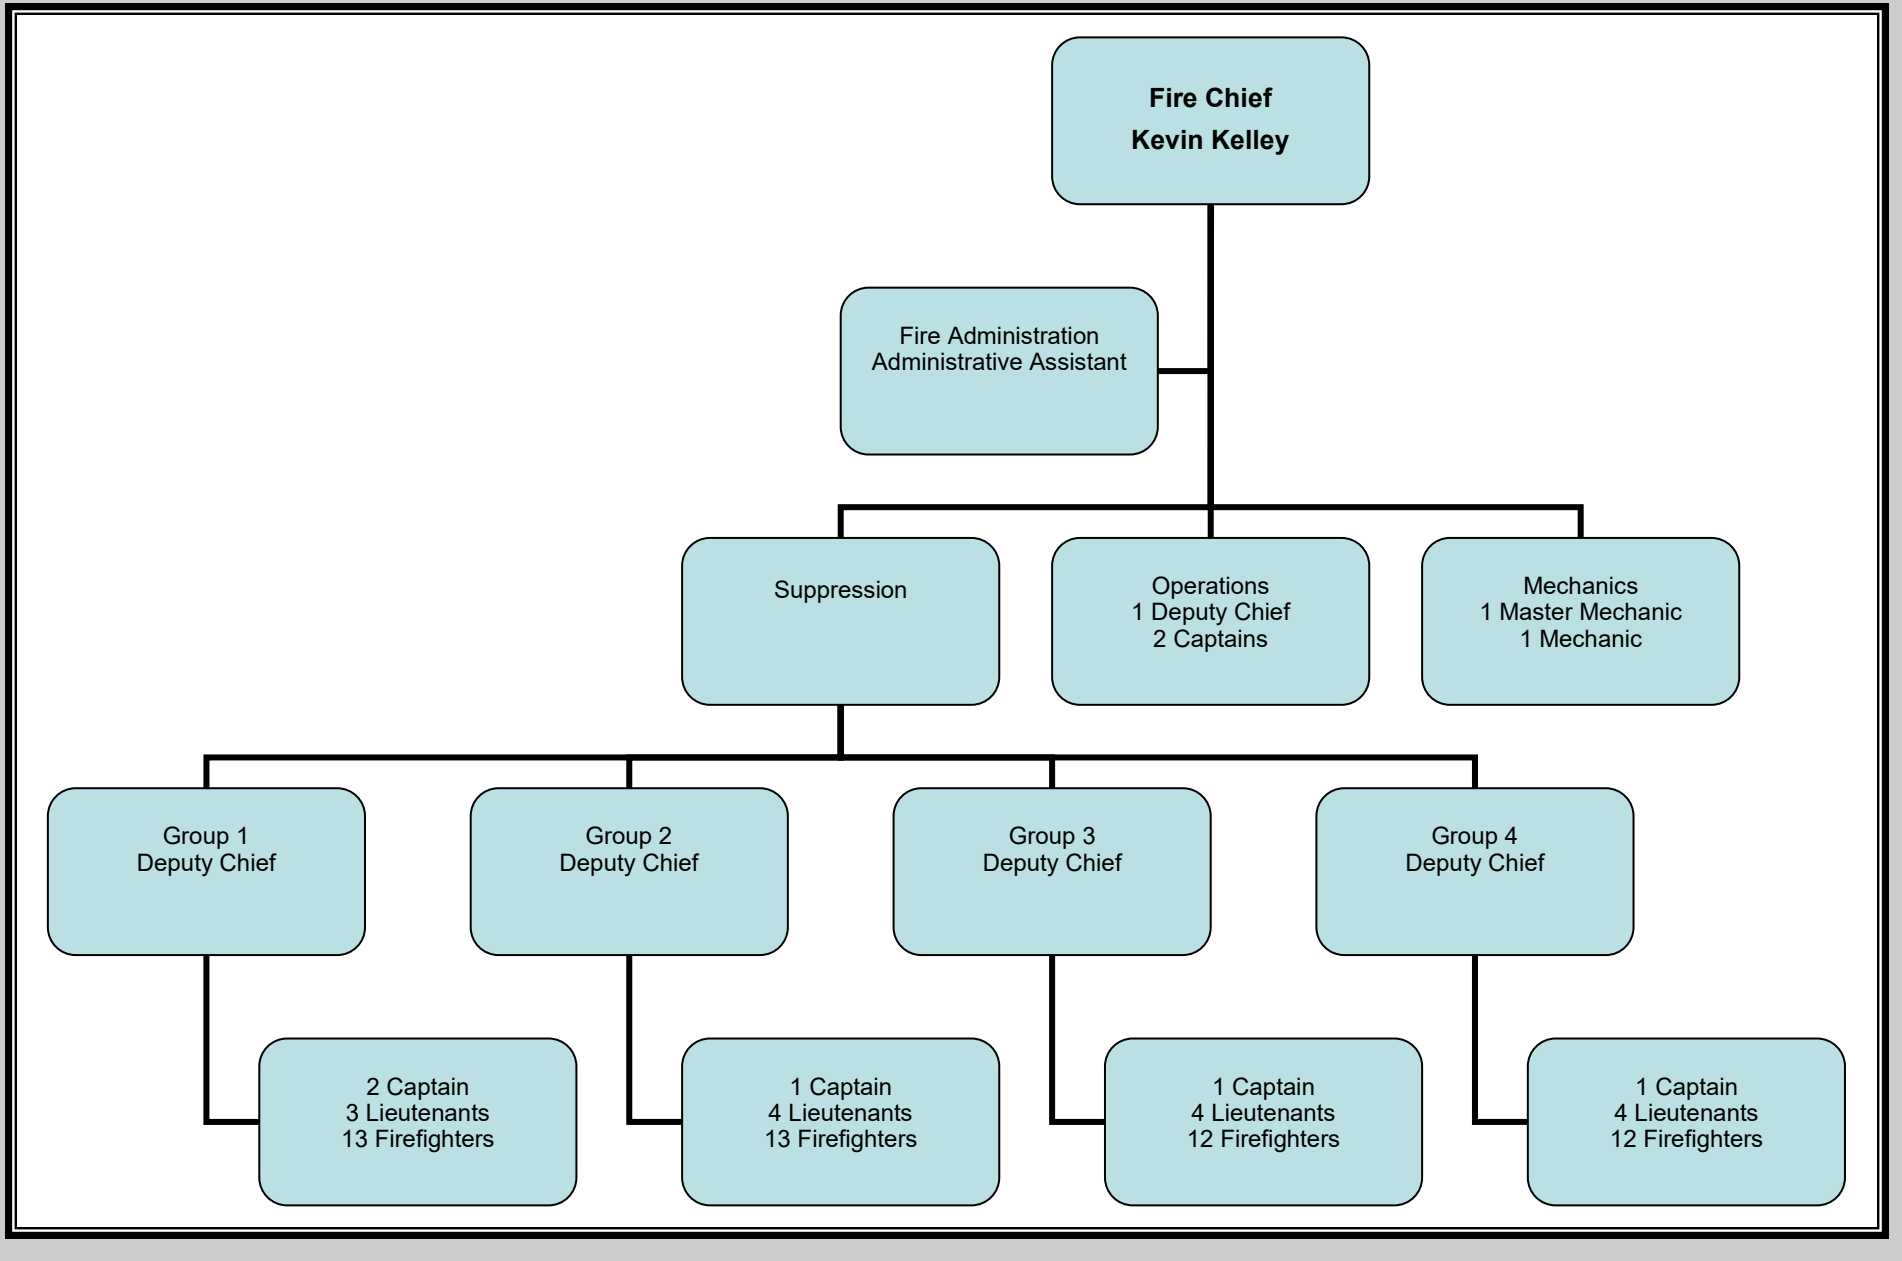 Fire Chief
Kevin Kelley
Fire Administration
Administrative Assistant
Suppression
Operations
1 Deputy Chief
2 Captains
Mechanics
1 Master Mechanic
1 Mechanic
Group 1
Deputy Chief
Group 2
Deputy Chief
Group 3
Deputy Chief
Group 4
Deputy Chief
2 Captain
3 Lieutenants
13 Firefighters
1 Captain
4 Lieutenants
13 Firefighters
1 Captain
4 Lieutenants
12 Firefighters
1 Captain
4 Lieutenants
12 Firefighters